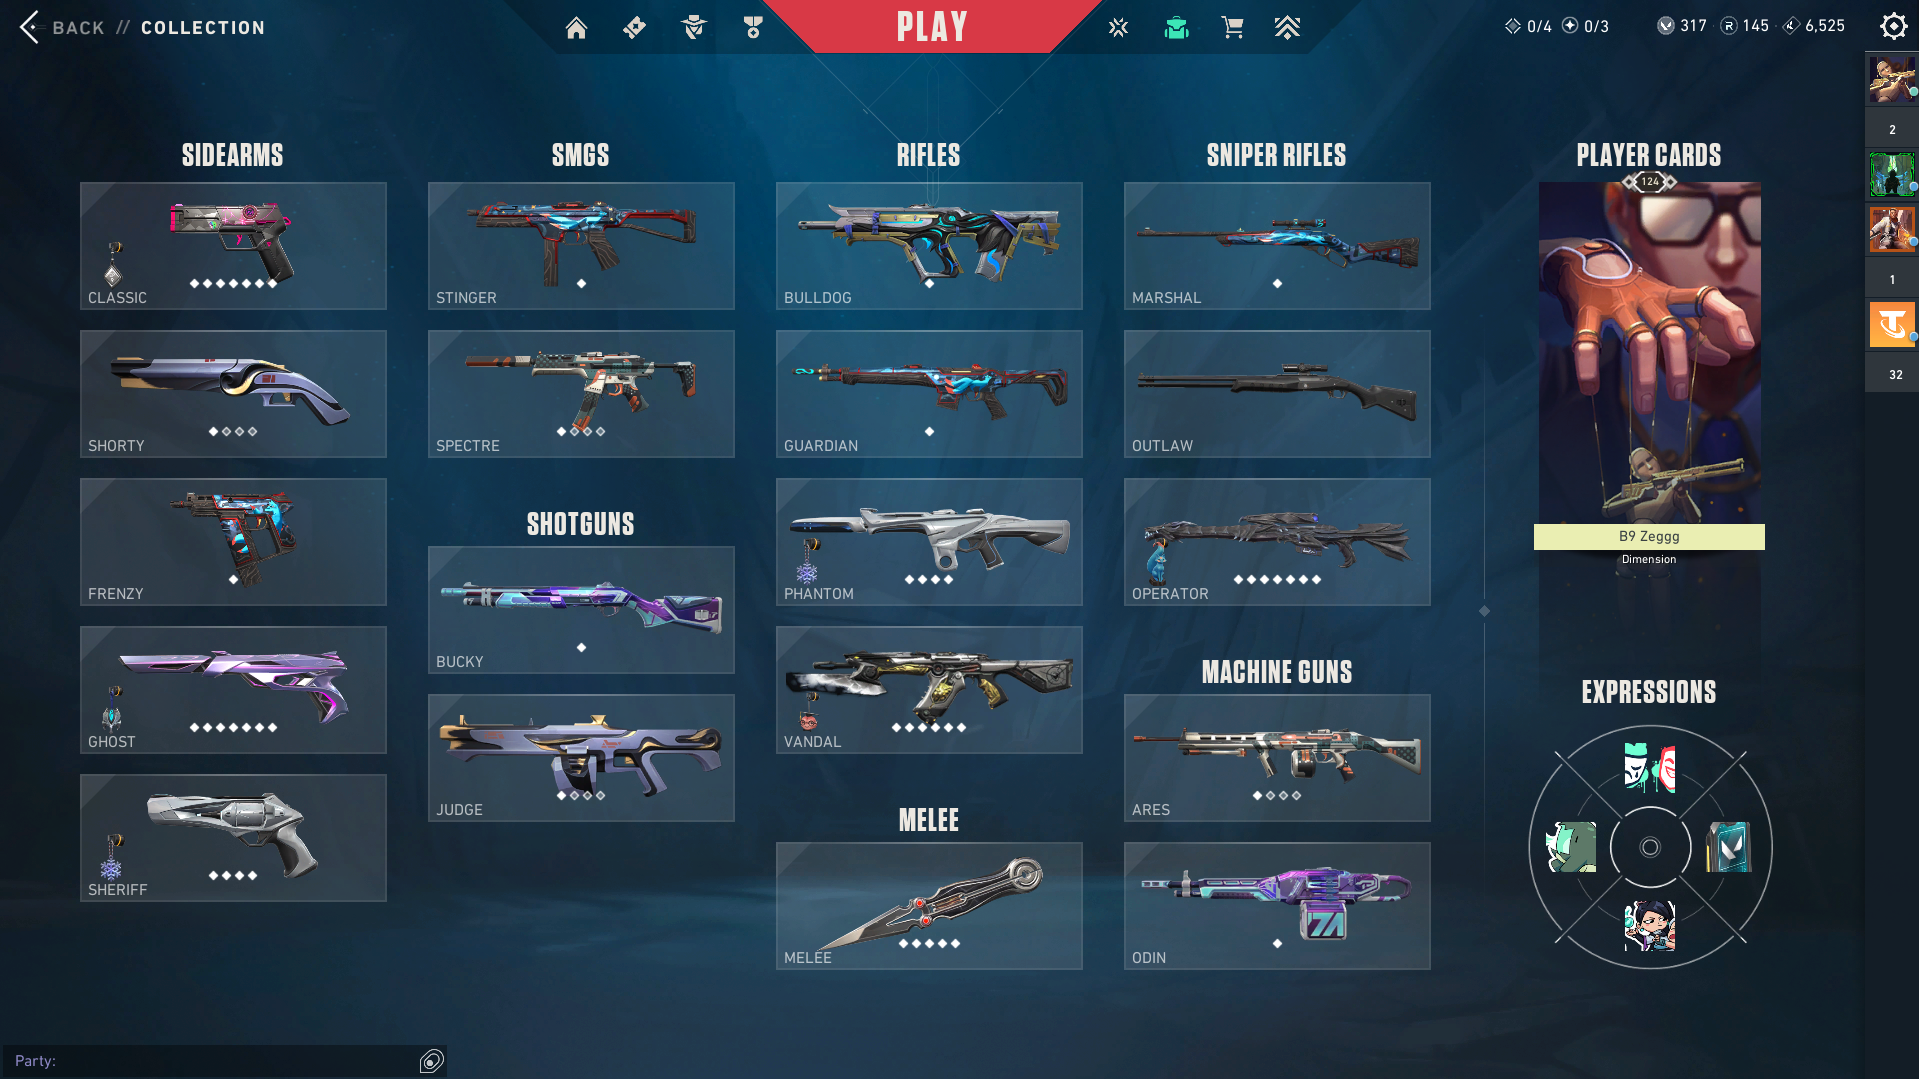 BACK // COLLECTION
PLAY
0/4 0/3 317 145 6,525
SIDEARMS
SMGS
RIFLES
SNIPER RIFLES
PLAYER CARDS
124
CLASSIC
STINGER
BULLDOG
MARSHAL
SHORTY
SPECTRE
GUARDIAN
OUTLAW
SHOTGUNS
B9 Zeggg
Dimension
FRENZY
PHANTOM
OPERATOR
BUCKY
MACHINE GUNS
EXPRESSIONS
GHOST
VANDAL
JUDGE
ARES
MELEE
SHERIFF
MELEE
ODIN
Party:
2
1
32